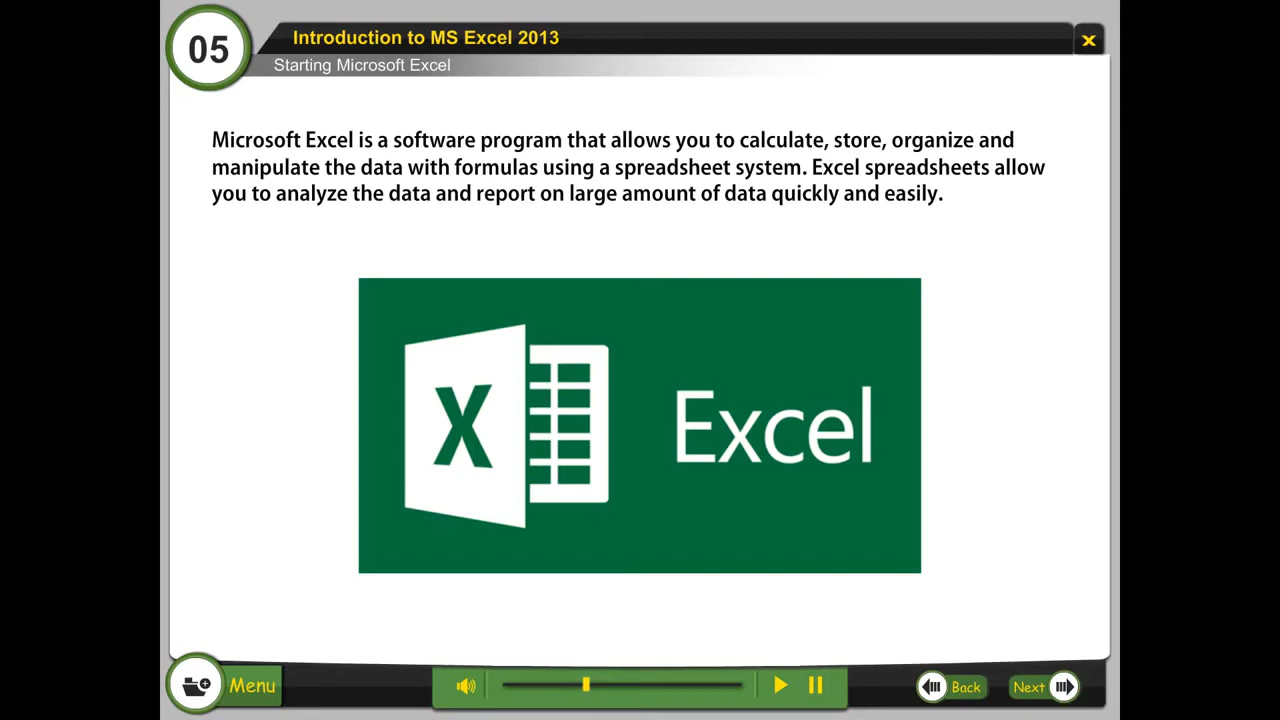 05
Introduction to MS Excel 2013
X
Starting Microsoft Excel
Microsoft Excel is a software program that allows you to calculate, store, organize and
manipulate the data with formulas using a spreadsheet system. Excel spreadsheets allow
you to analyze the data and report on large amount of data quickly and easily.
X
Excel
Menu
Back
Next